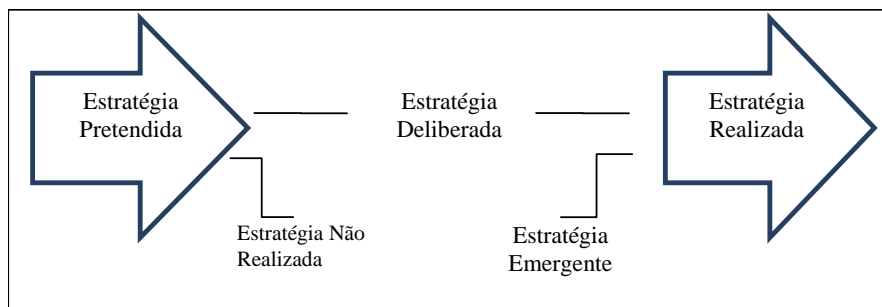 Estratégia
Pretendida
Estratégia
Deliberada
Estratégia
Realizada
Estratégia Não
Realizada
Estratégia
Emergente